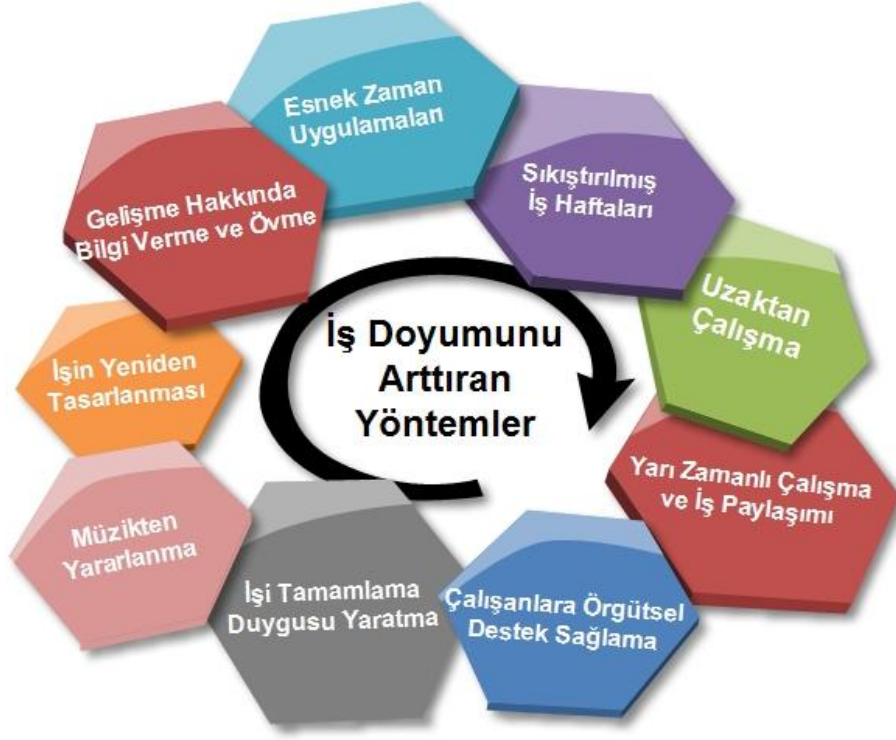 Esnek Zaman
Uygulamaları
Sıkıştırılmış
İş Haftaları
Uzaktan
Çalışma
Yarı Zamanlı Çalışma
ve İş Paylaşımı
Çalışanlara Örgütsel
Destek Sağlama
İşi Tamamlama
Duygusu Yaratma
Müzikten
Yararlanma
İşin Yeniden
Tasarlanması
Gelişme Hakkında
Bilgi Verme ve Övme
İş Doyumunu
Arttıran
Yöntemler